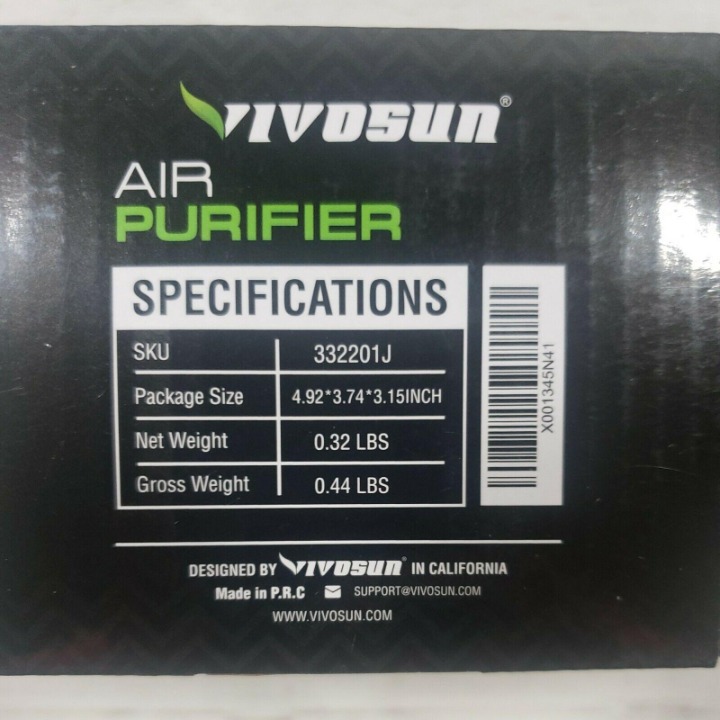 VIVOSUN®
AIR
PURIFIER
SPECIFICATIONS
SKU 332201J
Package Size 4.92*3.74*3.15INCH
Net Weight 0.32 LBS
Gross Weight 0.44 LBS
X001345N41
DESIGNED BY VIVOSUN® IN CALIFORNIA
Made in P.R.C SUPPORT@VIVOSUN.COM
WWW.VIVOSUN.COM